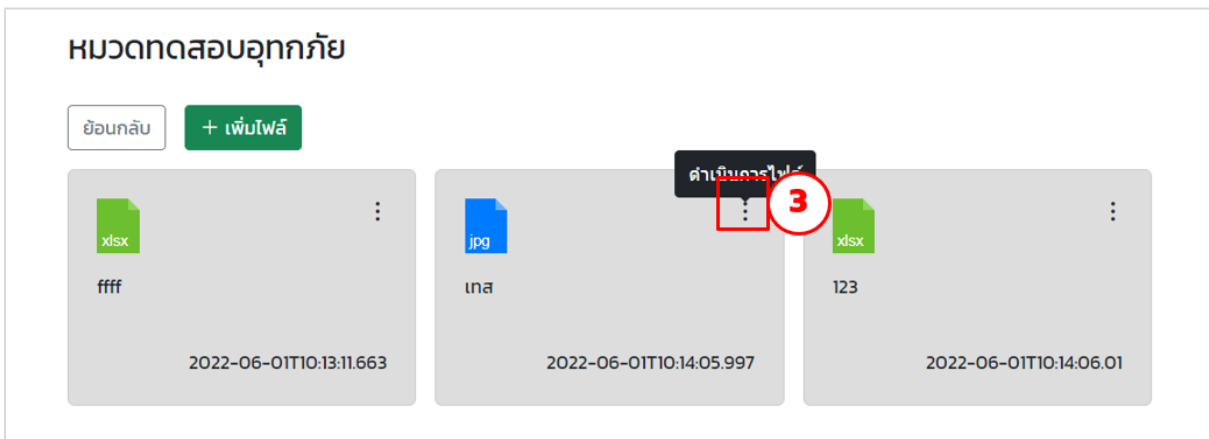 หมวดทดสอบอุทกภัย
ย้อนกลับ
+ เพิ่มไฟล์
ดำเนินการไฟล์
3
xlsx
jpg
xlsx
ffff
เทส
123
2022-06-01T10:13:11.663
2022-06-01T10:14:05.997
2022-06-01T10:14:06.01